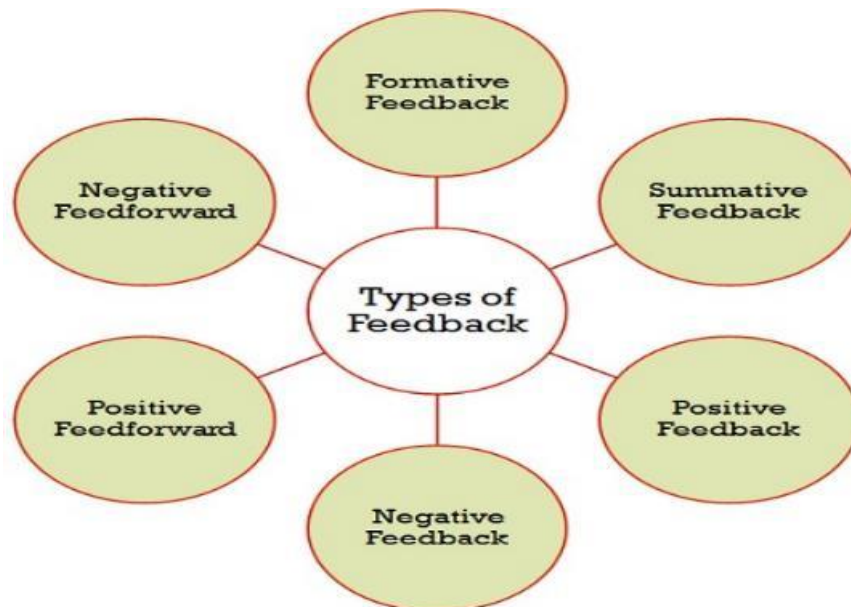 Formative
Feedback
Negative
Feedforward
Summative
Feedback
Types of
Feedback
Positive
Feedforward
Positive
Feedback
Negative
Feedback